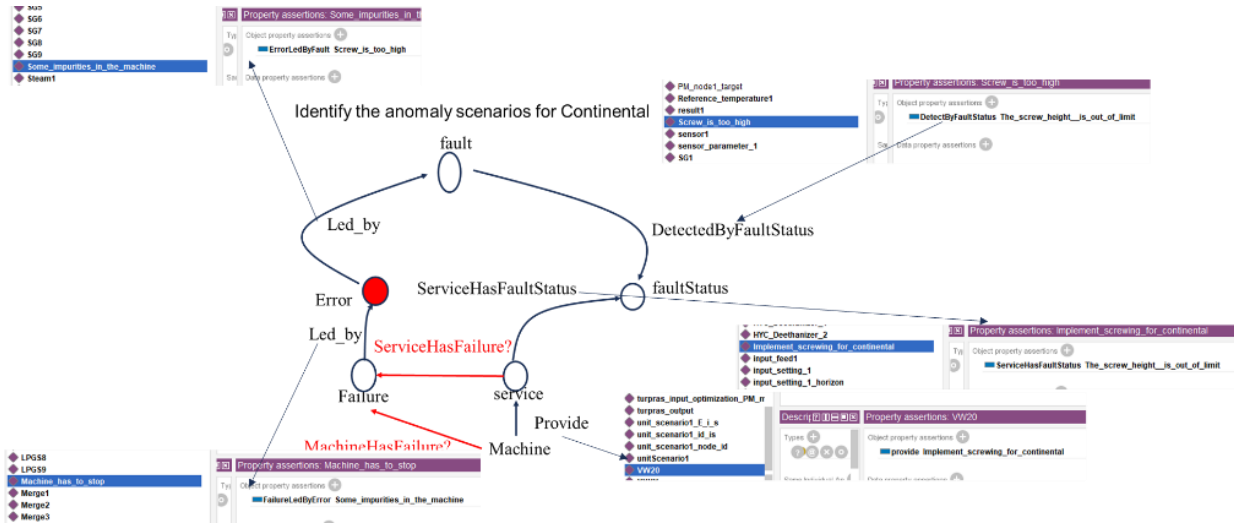 SG5
SG6
SG7
SG8
SG9
Some_impurities_in_the_machine
Steam1
Property assertions: Some_impurities_in_t
Object property assertions
ErrorLedByFault Screw_is_too_high
Data property assertions
PM_node1_target
Reference_temperature1
result1
Screw_is_too_high
sensor1
sensor_parameter_1
SG1
Property assertions: Screw_is_too_high
Object property assertions
DetectByFaultStatus The_screw_height__is_out_of_limit
Data property assertions
Identify the anomaly scenarios for Continental
fault
Led_by
DetectedByFaultStatus
Error
ServiceHasFaultStatus
faultStatus
Led_by
ServiceHasFailure?
Failure
service
MachineHasFailure?
Machine
Provide
HYC_Deethanizer_2
Implement_screwing_for_continental
input_feed1
input_setting_1
input_setting_1_horizon
Property assertions: Implement_screwing_for_continental
Object property assertions
ServiceHasFaultStatus The_screw_height__is_out_of_limit
turpras_input_optimization_PM_m
turpras_output
unit_scenario1_E_i_s
unit_scenario1_id_is
unit_scenario1_node_id
unitScenario1
VW20
Descrip
Types
Property assertions: VW20
Object property assertions
provide Implement_screwing_for_continental
Data property assertions
LPGS8
LPGS9
Machine_has_to_stop
Merge1
Merge2
Merge3
Property assertions: Machine_has_to_stop
Object property assertions
FailureLedByError Some_impurities_in_the_machine